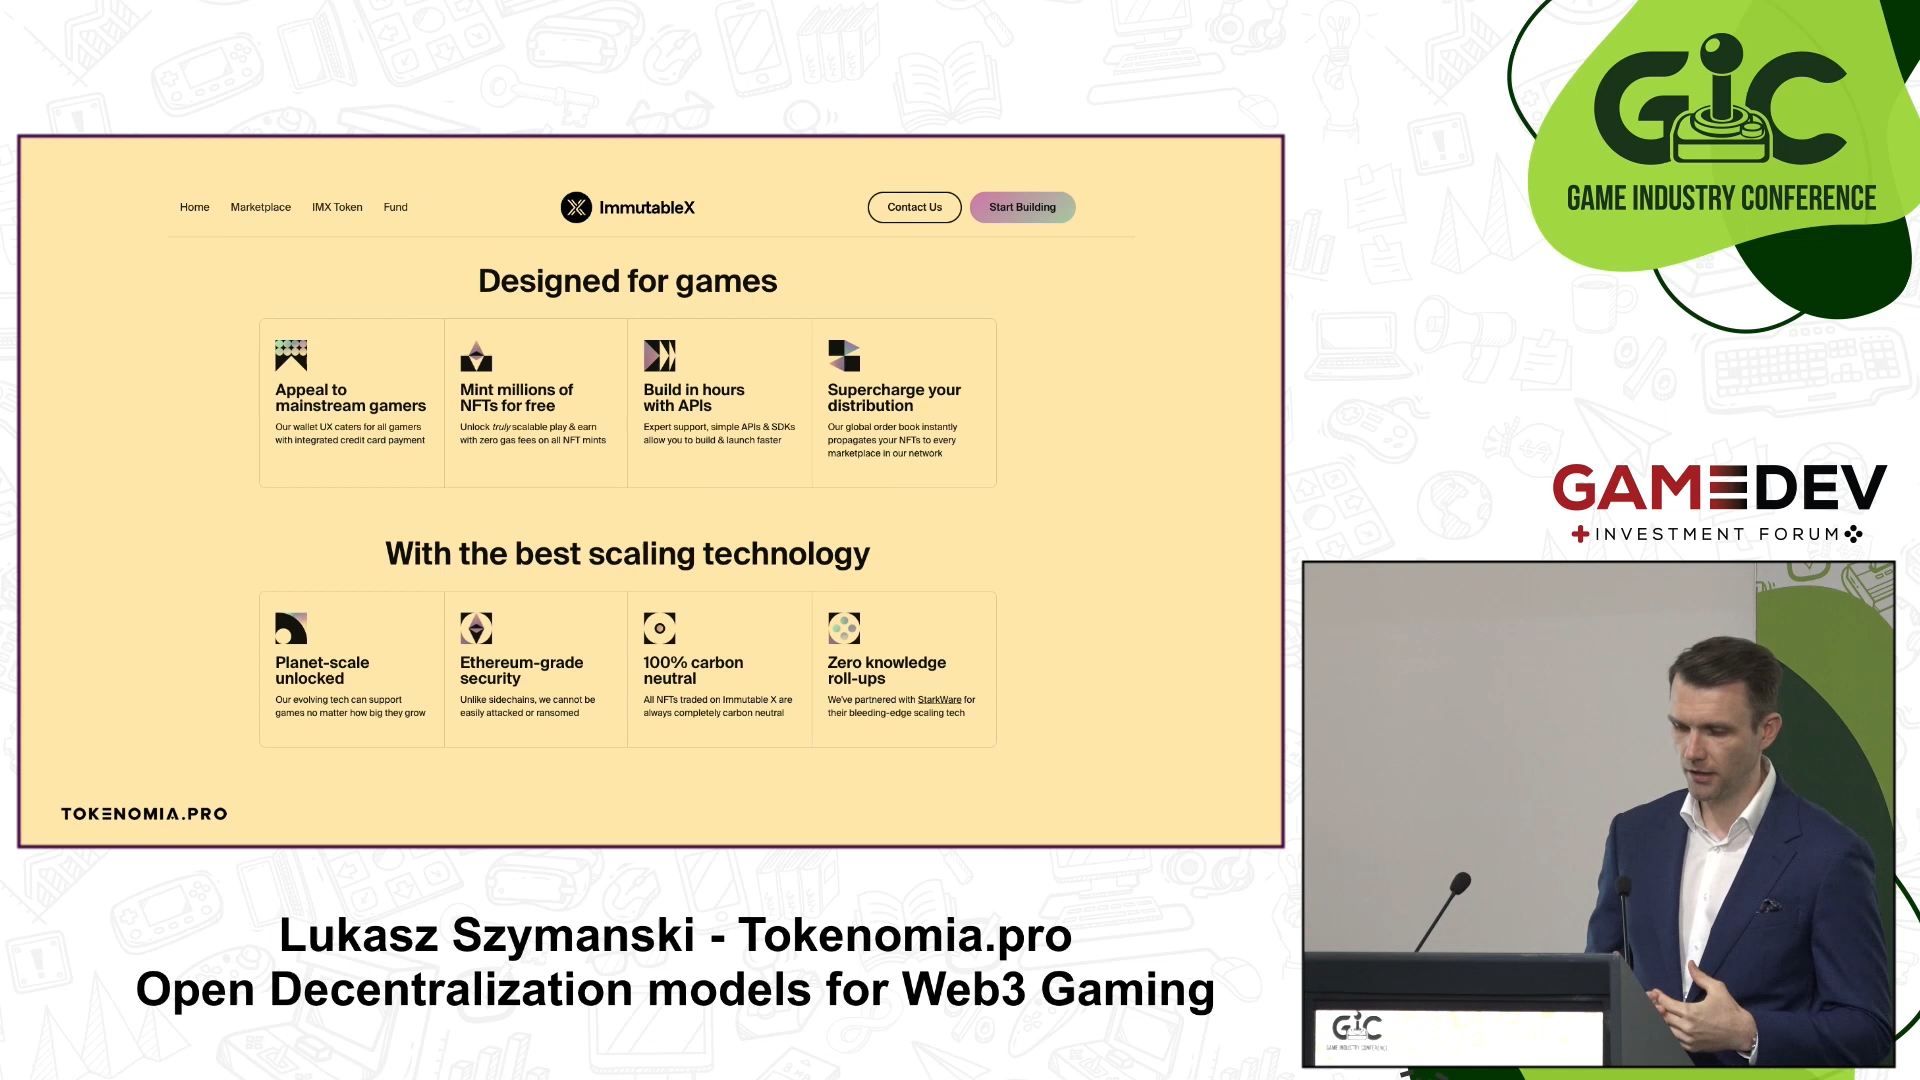 GiC
GAME INDUSTRY CONFERENCE
Home Marketplace IMX Token Fund
ImmutableX
Contact Us Start Building
Designed for games
Appeal to
mainstream gamers
Our wallet UX caters for all gamers
with integrated credit card payment
Mint millions of
NFTs for free
Unlock truly scalable play & earn
with zero gas fees on all NFT mints
Build in hours
with APIs
Expert support, simple APIs & SDKs
allow you to build & launch faster
Supercharge your
distribution
Our global order book instantly
propagates your NFTs to every
marketplace in our network
With the best scaling technology
Planet-scale
unlocked
Our evolving tech can support
games no matter how big they grow
Ethereum-grade
security
Unlike sidechains, we cannot be
easily attacked or ransomed
100% carbon
neutral
All NFTs traded on Immutable X are
always completely carbon neutral
Zero knowledge
roll-ups
We've partnered with StarkWare for
their bleeding-edge scaling tech
TOKENOMIA.PRO
GAMEDEV
INVESTMENT FORUM
GiC
GAME INDUSTRY CONFERENCE
Lukasz Szymanski - Tokenomia.pro
Open Decentralization models for Web3 Gaming